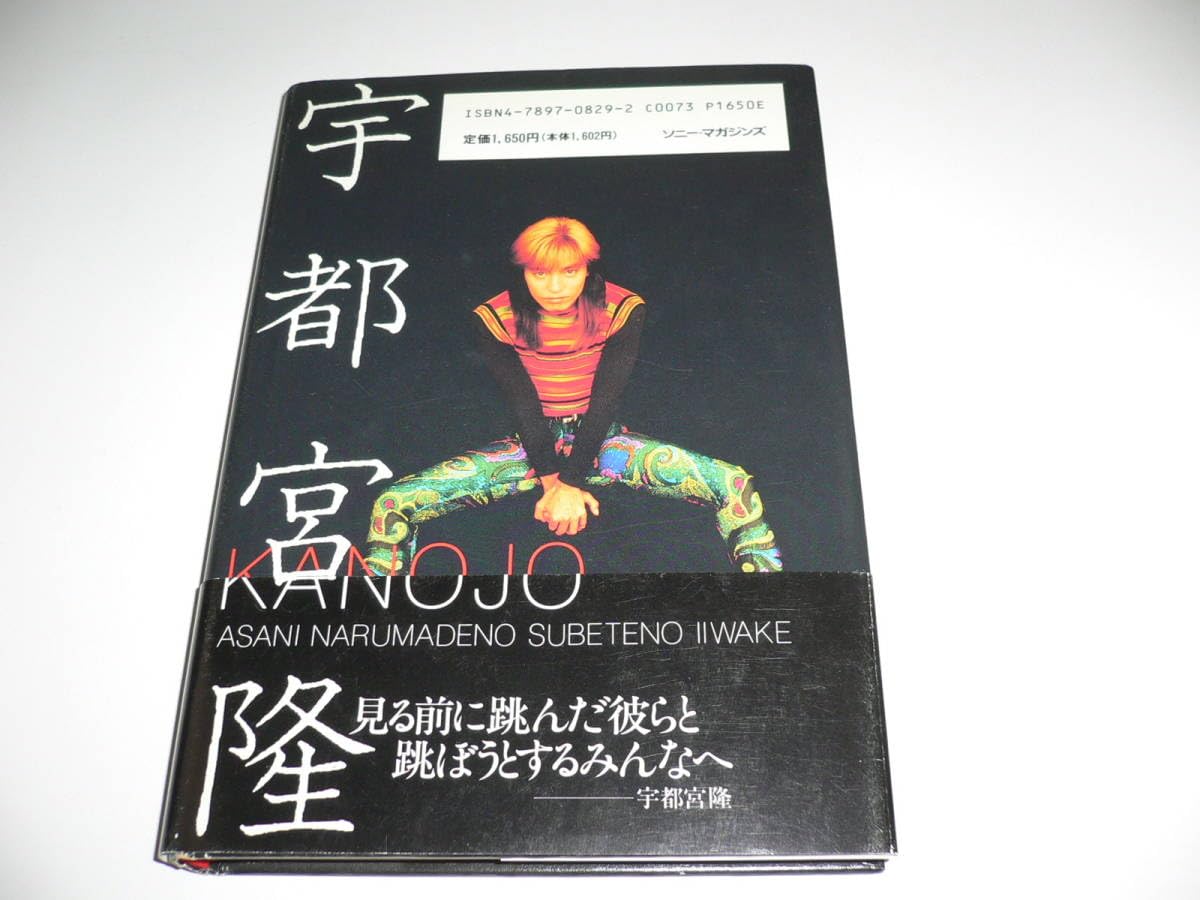 宇都宮隆
ISBN4-7897-0829-2 C0073 P1650E
定価1,650円(本体1,602円) ソニー・マガジンズ
KANOJO
ASANI NARUMADENO SUBETENO IIWAKE
見る前に跳んだ彼らと
跳ぼうとするみんなへ
———宇都宮隆